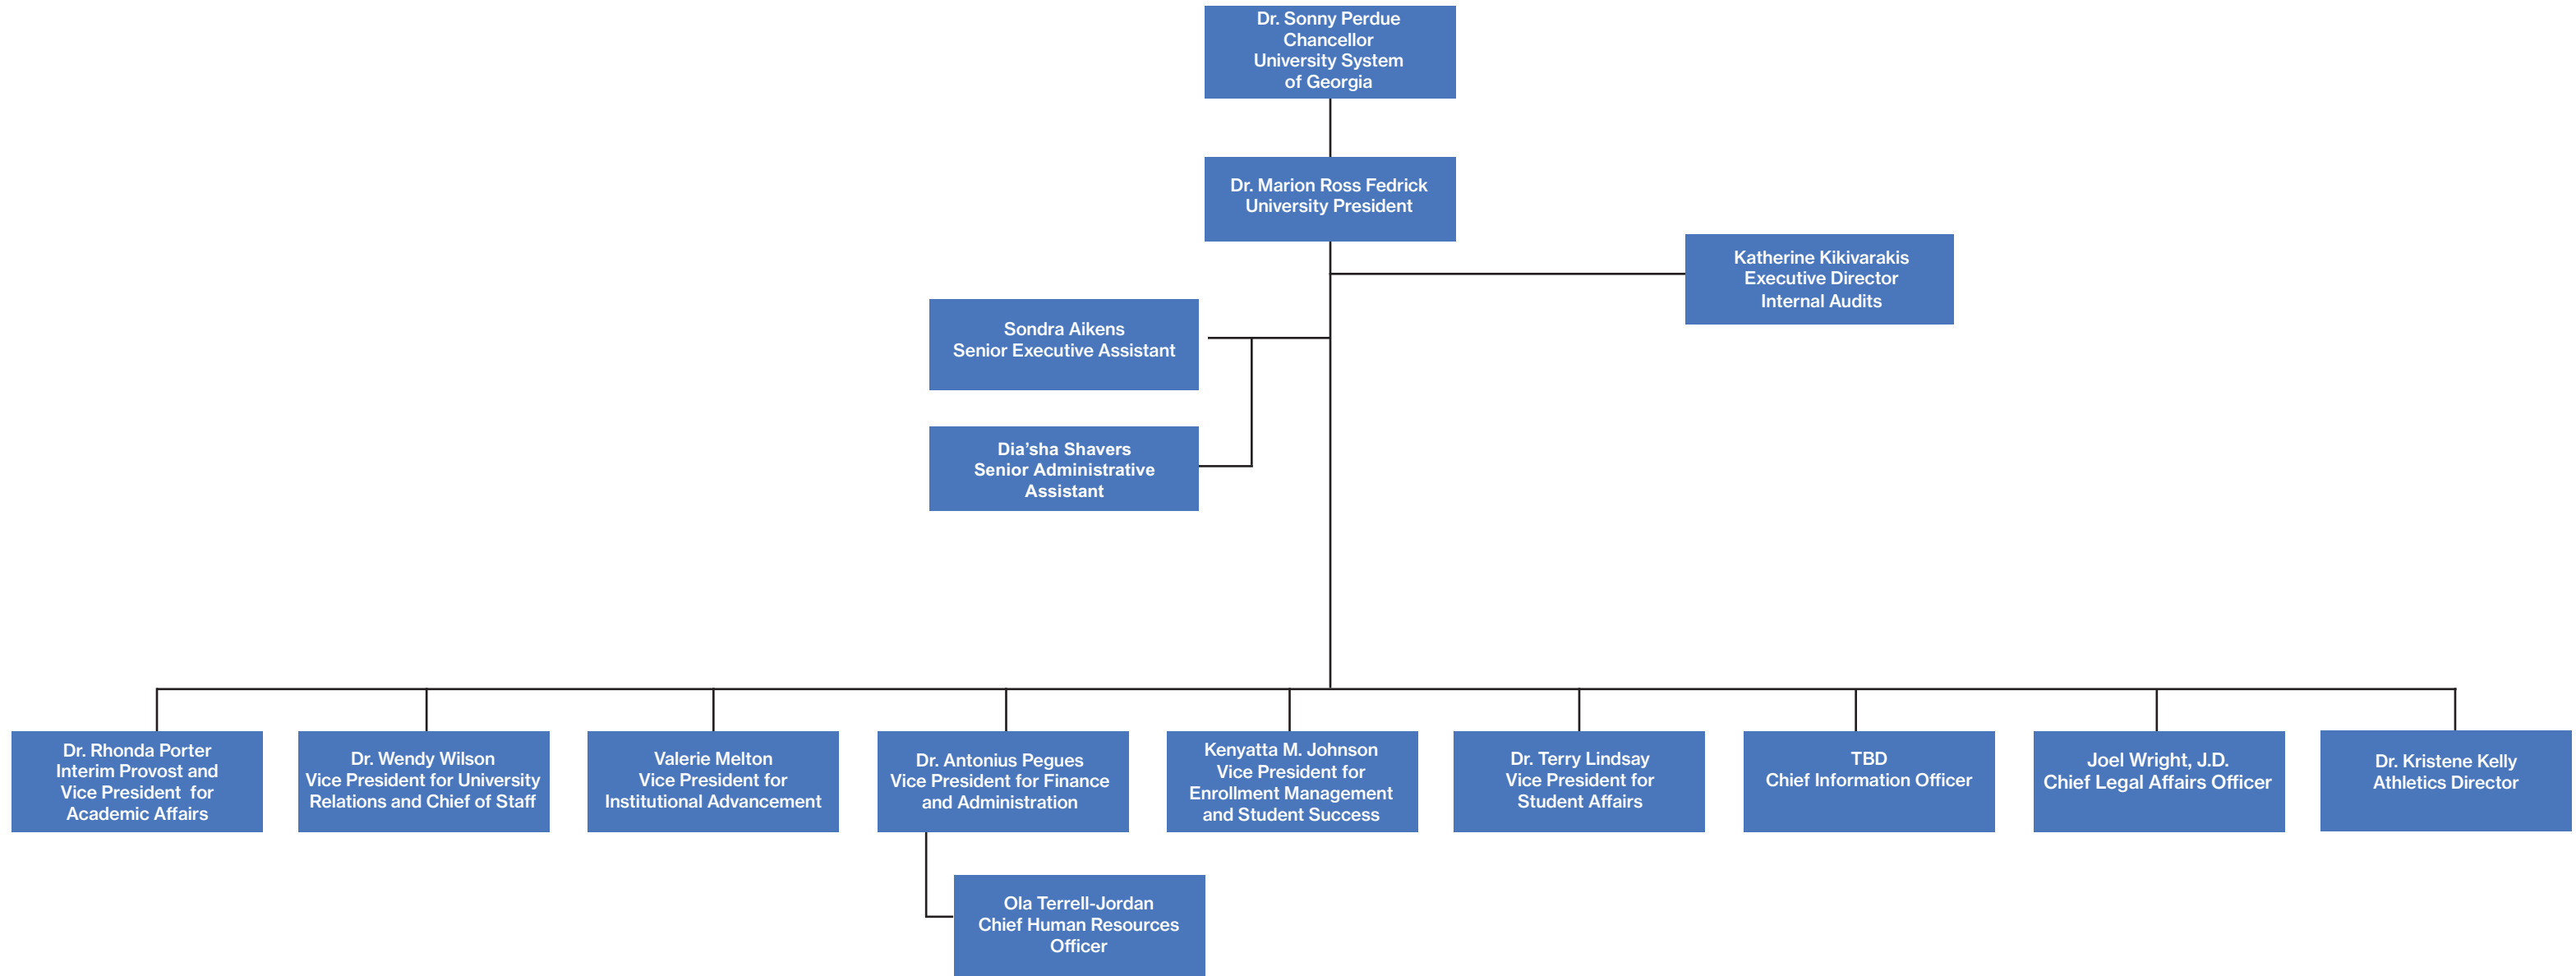 Dr. Sonny Perdue
Chancellor
University System
of Georgia
Dr. Marion Ross Fedrick
University President
Katherine Kikivarakis
Executive Director
Internal Audits
Sondra Aikens
Senior Executive Assistant
Dia’sha Shavers
Senior Administrative
Assistant
Dr. Rhonda Porter
Interim Provost and
Vice President for
Academic Affairs
Dr. Wendy Wilson
Vice President for University
Relations and Chief of Staff
Valerie Melton
Vice President for
Institutional Advancement
Dr. Antonius Pegues
Vice President for Finance
and Administration
Kenyatta M. Johnson
Vice President for
Enrollment Management
and Student Success
Dr. Terry Lindsay
Vice President for
Student Affairs
TBD
Chief Information Officer
Joel Wright, J.D.
Chief Legal Affairs Officer
Dr. Kristene Kelly
Athletics Director
Ola Terrell-Jordan
Chief Human Resources
Officer